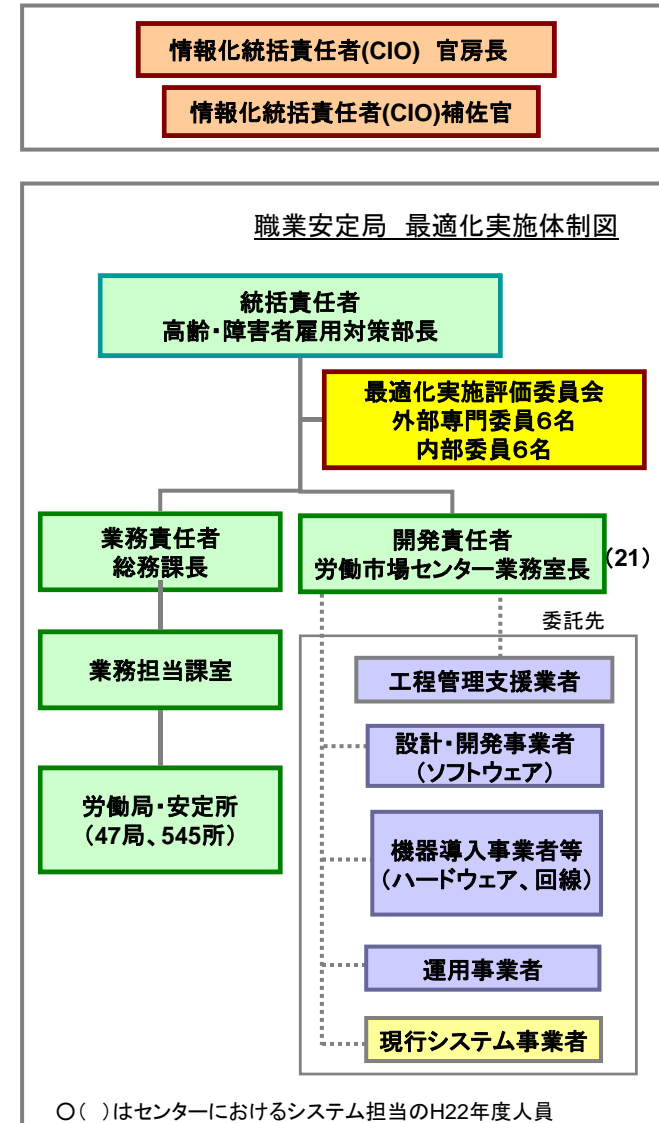 情報化統括責任者(CIO)　官房長
情報化統括責任者(CIO)補佐官
職業安定局　最適化実施体制図
統括責任者
高齢・障害者雇用対策部長
最適化実施評価委員会
外部専門委員６名
内部委員６名
業務責任者
総務課長
開発責任者
労働市場センター業務室長
（21）
委託先
業務担当課室
工程管理支援業者
設計・開発事業者
（ソフトウェア）
労働局・安定所
（47局、545所）
機器導入事業者等
（ハードウェア、回線）
運用事業者
現行システム事業者
○（　）はセンターにおけるシステム担当のH22年度人員